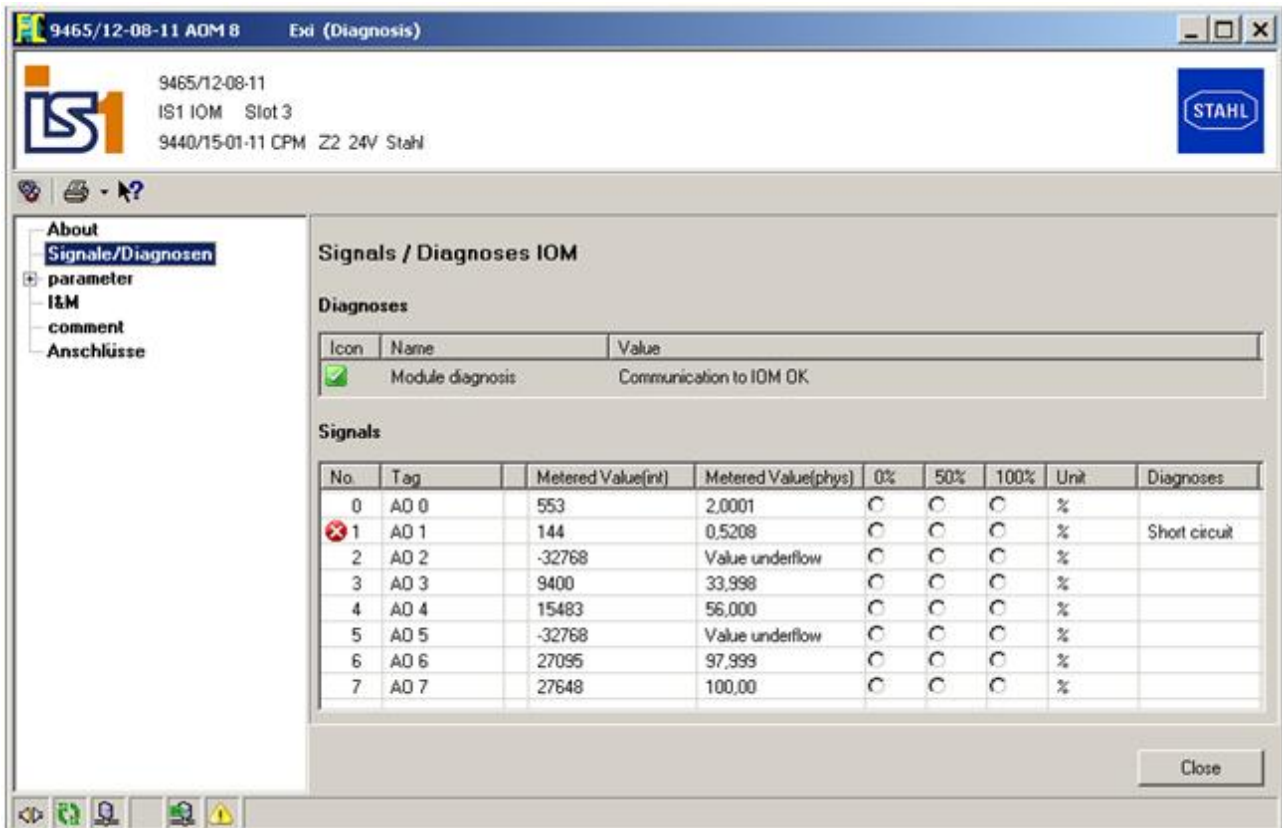 9465/12-08-11 AOM 8 Exi (Diagnosis)
IS1
9465/12-08-11
IS1 IOM Slot 3
9440/15-01-11 CPM Z2 24V Stahl
STAHL
About
Signale/Diagnosen
parameter
I&M
comment
Anschlüsse
Signals / Diagnoses IOM
Diagnoses
Icon Name Value
Module diagnosis Communication to IOM OK
Signals
No. Tag Metered Value(int) Metered Value(phys) 0% 50% 100% Unit Diagnoses
0 AO 0 553 2,0001 %
1 AO 1 144 0,5208 % Short circuit
2 AO 2 -32768 Value underflow %
3 AO 3 9400 33,998 %
4 AO 4 15483 56,000 %
5 AO 5 -32768 Value underflow %
6 AO 6 27095 97,999 %
7 AO 7 27648 100,00 %
Close